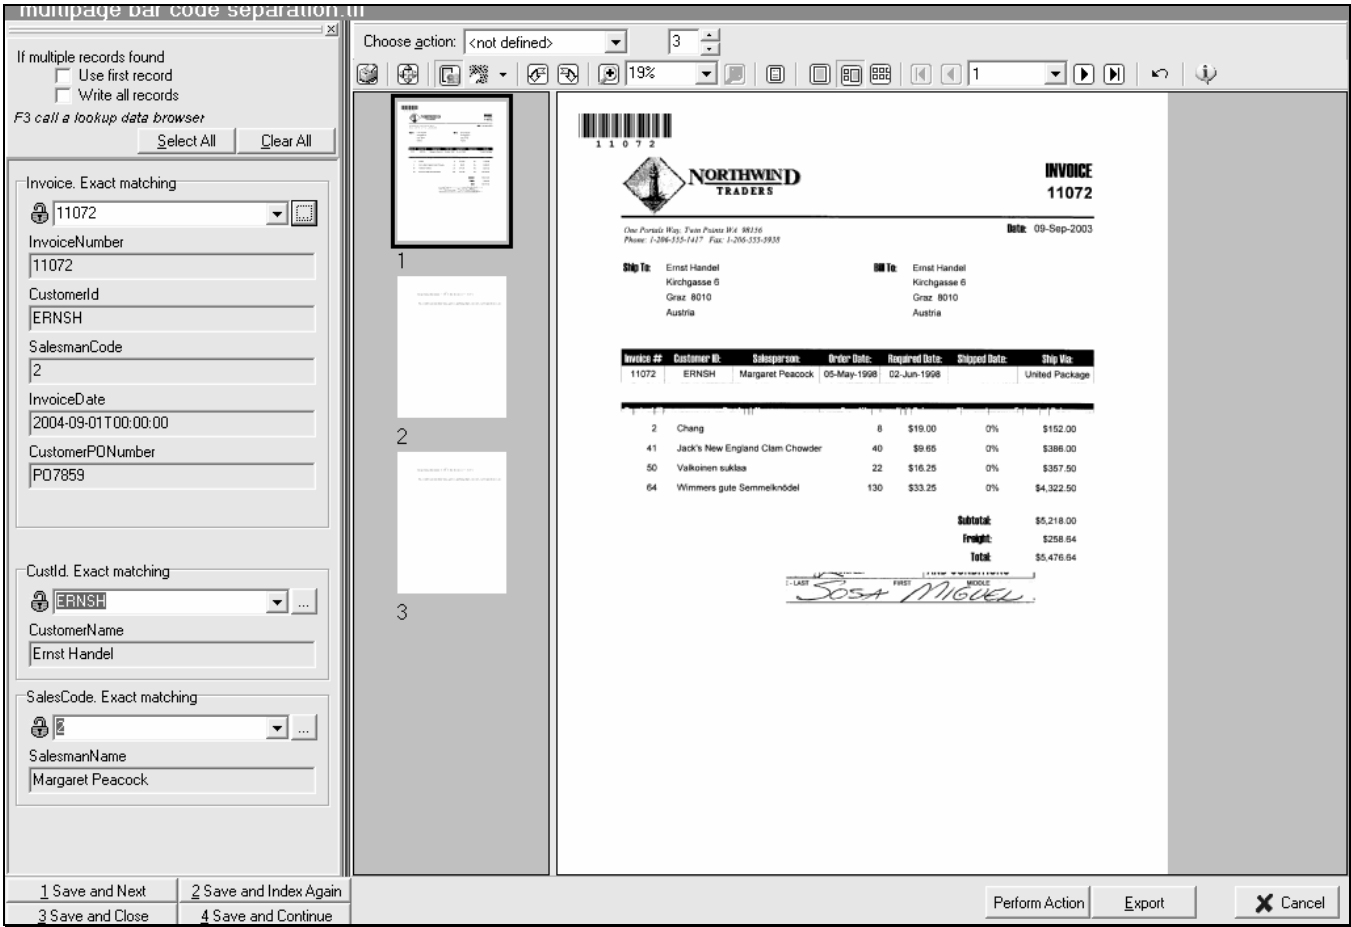 multipage bar code separation.tif
If multiple records found
Use first record
Write all records
F3 call a lookup data browser
Select All
Clear All
Invoice. Exact matching
11072
InvoiceNumber
11072
CustomerId
ERNSH
SalesmanCode
2
InvoiceDate
2004-09-01T00:00:00
CustomerPONumber
PO7859
CustId. Exact matching
ERNSH
...
CustomerName
Ernst Handel
SalesCode. Exact matching
2
...
SalesmanName
Margaret Peacock
1 Save and Next
2 Save and Index Again
3 Save and Close
4 Save and Continue
Choose action: <not defined> 3
19%
1
1
2
3
11072
NORTHWIND
TRADERS
INVOICE
11072
One Portals Way, Twin Points WA 98156
Phone: 1-206-555-1417 Fax: 1-206-555-5938
Date: 09-Sep-2003
Ship To: Ernst Handel
Kirchgasse 6
Graz 8010
Austria
Bill To: Ernst Handel
Kirchgasse 6
Graz 8010
Austria
Invoice # Customer ID: Salesperson: Order Date: Required Date: Shipped Date: Ship Via:
11072 ERNSH Margaret Peacock 05-May-1998 02-Jun-1998 United Package
2 Chang 8 $19.00 0% $152.00
41 Jack's New England Clam Chowder 40 $9.65 0% $386.00
50 Valkoinen suklaa 22 $16.25 0% $357.50
64 Wimmers gute Semmelknödel 130 $33.25 0% $4,322.50
Subtotal: $5,218.00
Freight: $258.64
Total: $5,476.64
- LAST FIRST MIDDLE
SOSA MIGUEL.
Perform Action
Export
Cancel